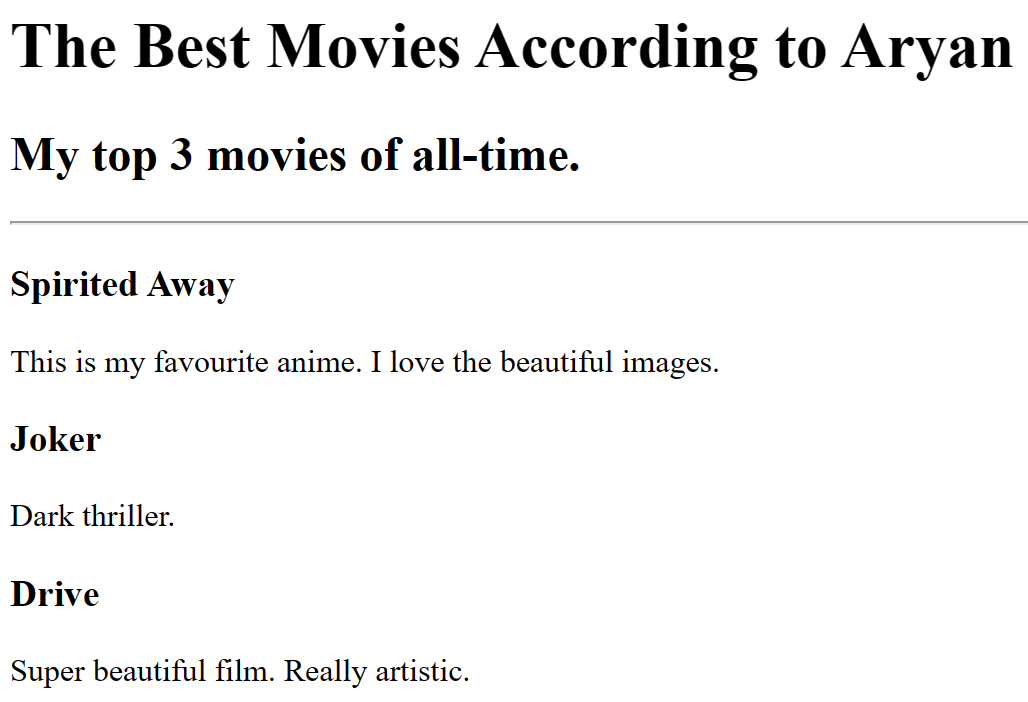 The Best Movies According to Aryan
My top 3 movies of all-time.
Spirited Away
This is my favourite anime. I love the beautiful images.
Joker
Dark thriller.
Drive
Super beautiful film. Really artistic.